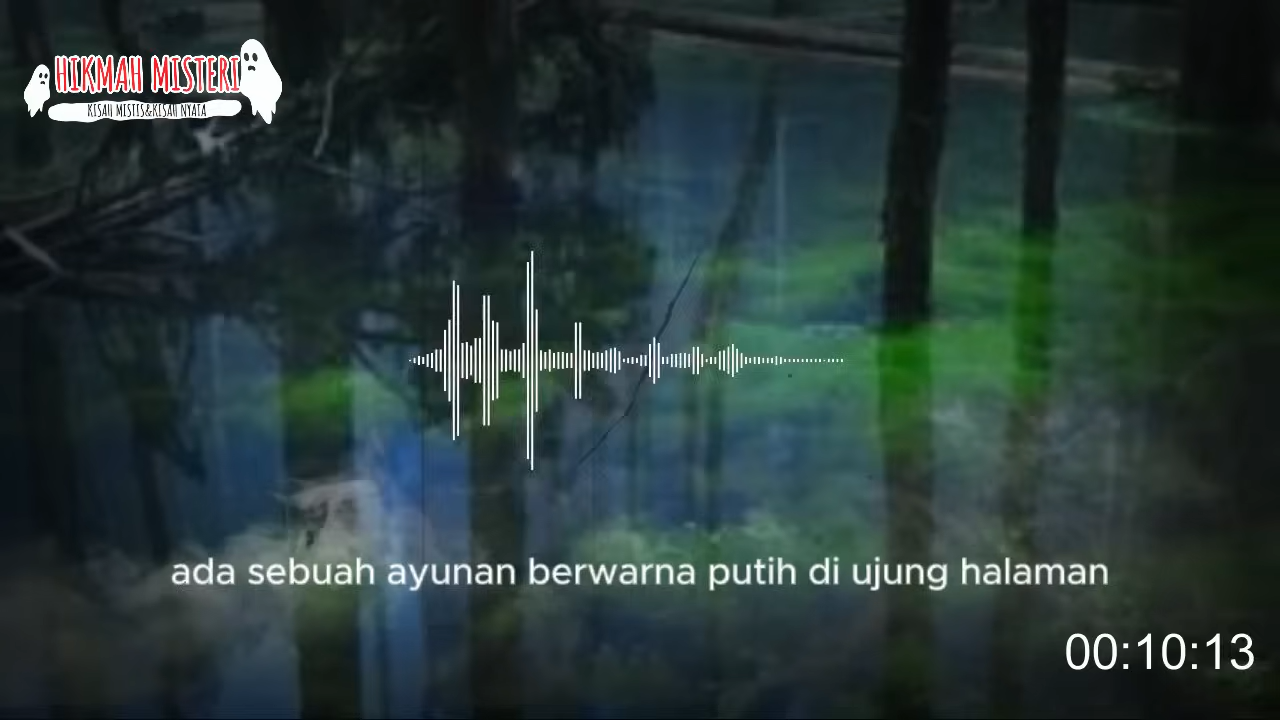 HIKMAH MISTERI
KISAH MISTIS&KISAH NYATA
ada sebuah ayunan berwarna putih di ujung halaman
00:10:13